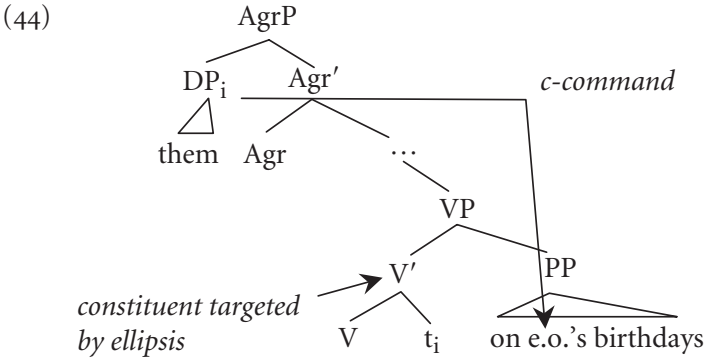 (44) AgrP
DPi Agr′ c-command
them Agr …
VP
V′ PP
constituent targeted
by ellipsis
V ti on e.o.'s birthdays